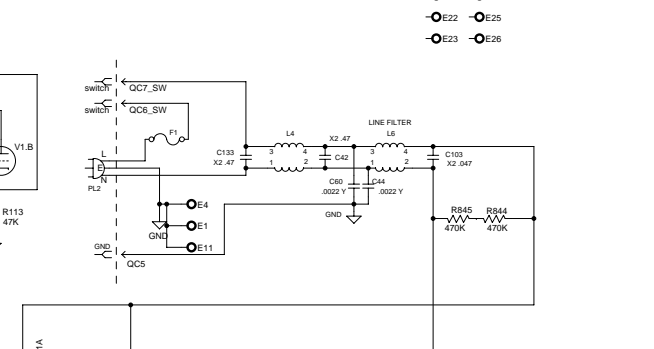 E22 E25
E23 E26
switch QC7_SW
switch QC6_SW
F1
LINE FILTER
V1.B
C133
X2 .47
L4
3 4
1 2
X2 .47
C42
L6
3 4
1 2
C103
X2 .047
L
E
N
PL2
C60
.0022 Y
C44
.0022 Y
R113
47K
E4
GND
E1
GND
E11
GND
QC5
R845
470K
R844
470K
1A